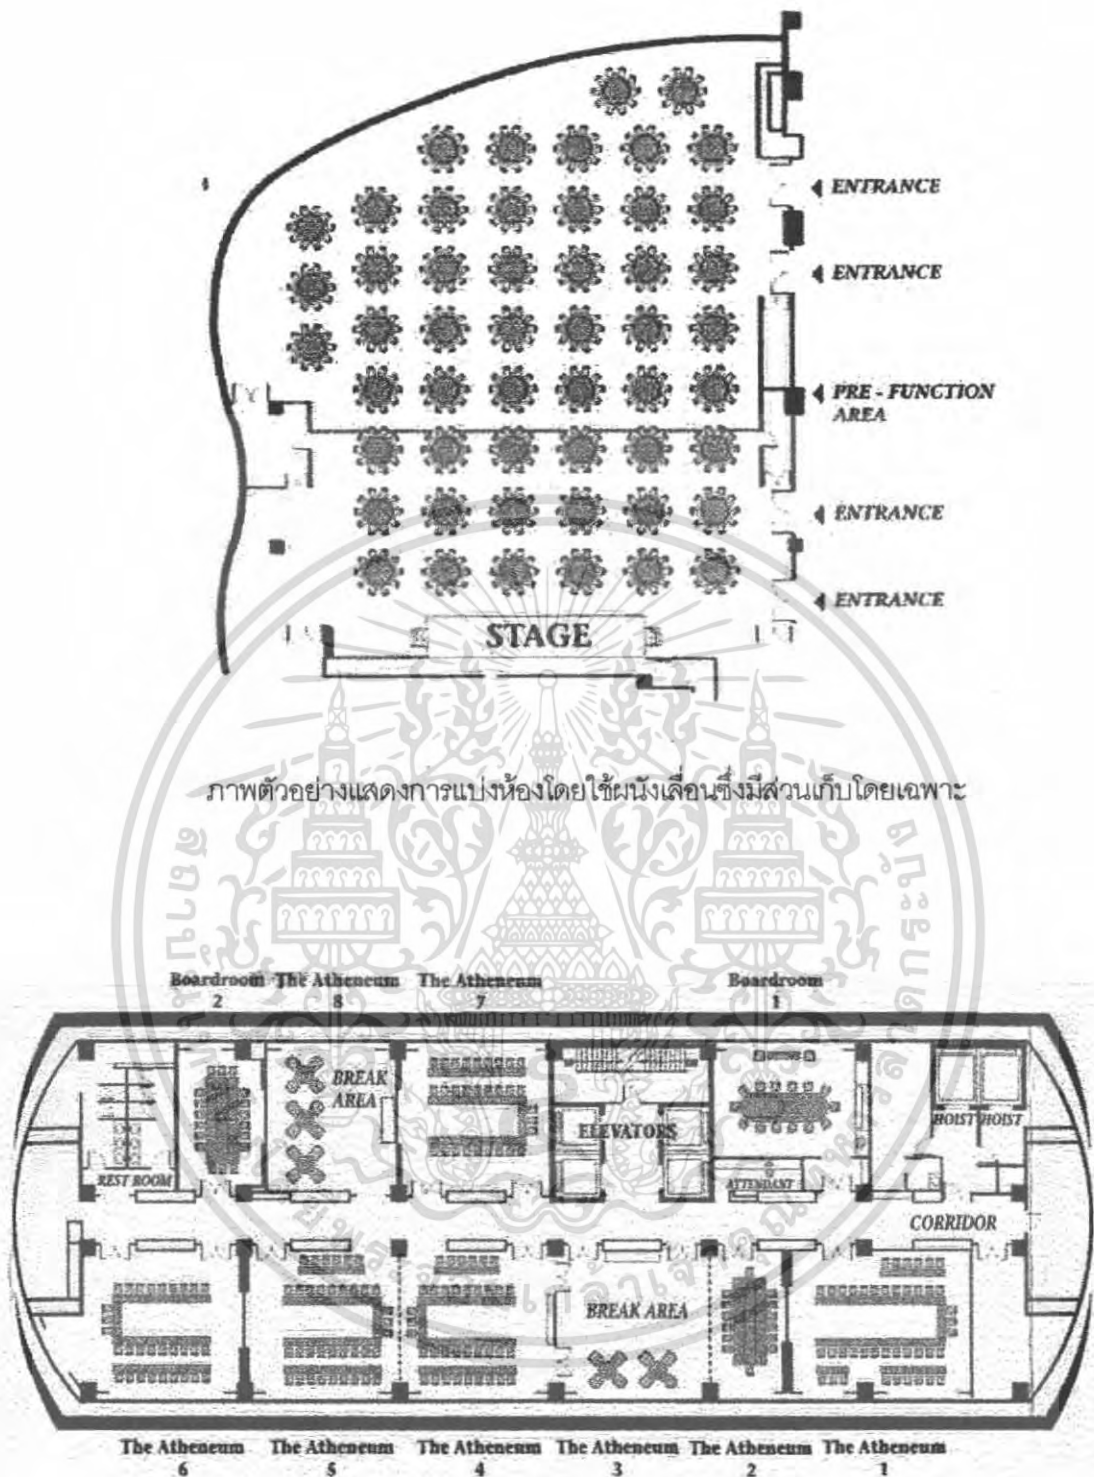 ENTRANCE
ENTRANCE
PRE - FUNCTION
AREA
ENTRANCE
ENTRANCE
STAGE
ภาพตัวอย่างแสดงการแบ่งห้องโดยใช้ผนังเลื่อนซึ่งมีส่วนเก็บโดยเฉพาะ
Boardroom The Atheneum The Atheneum Boardroom
2 8 7 1
BREAK
AREA
ELEVATORS
HOIST HOIST
REST ROOM
ATTENDANT
CORRIDOR
BREAK AREA
The Atheneum The Atheneum The Atheneum The Atheneum The Atheneum The Atheneum
6 5 4 3 2 1